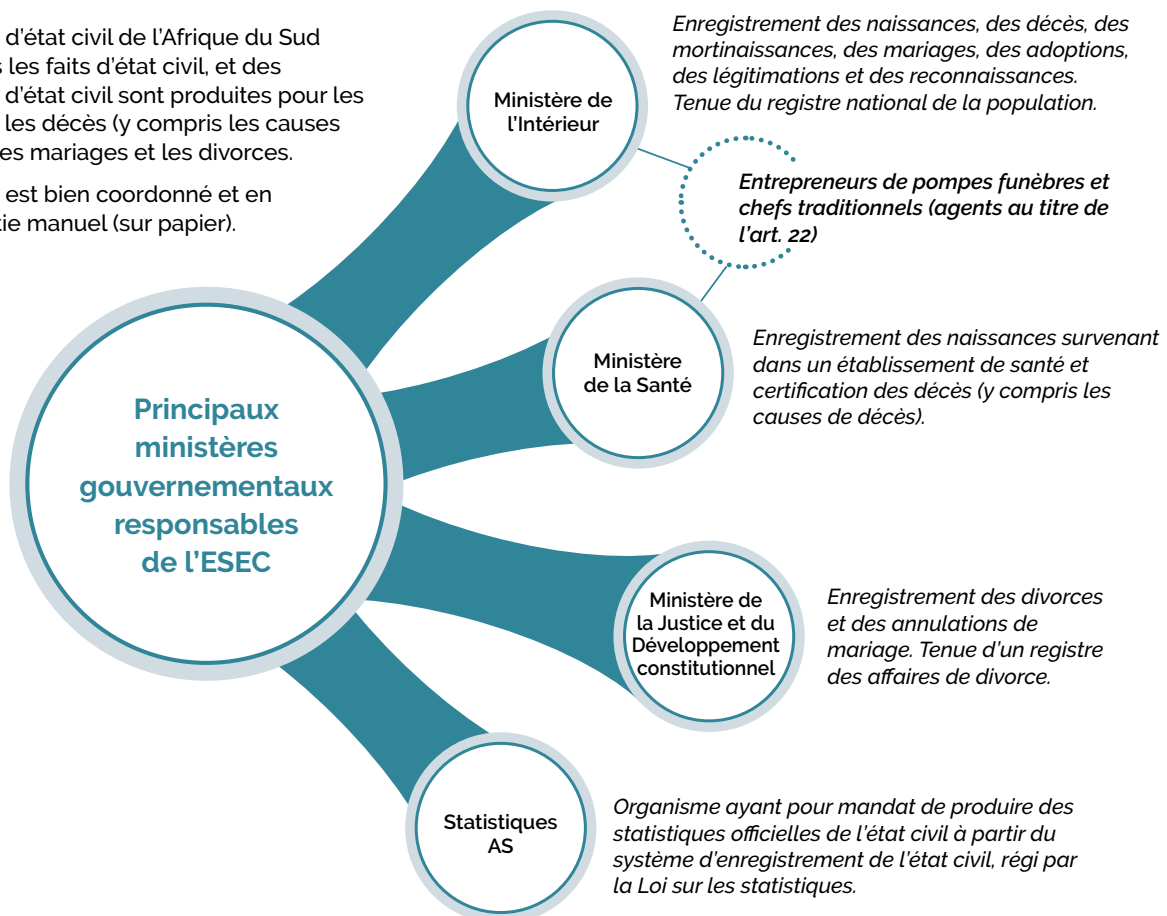 d’état civil de l’Afrique du Sud
les faits d’état civil, et des
d’état civil sont produites pour les
les décès (y compris les causes
es mariages et les divorces.
est bien coordonné et en
tie manuel (sur papier).
Ministère de
l’Intérieur
Enregistrement des naissances, des décès, des
mortinaissances, des mariages, des adoptions,
des légitimations et des reconnaissances.
Tenue du registre national de la population.
Entrepreneurs de pompes funèbres et
chefs traditionnels (agents au titre de
l’art. 22)
Ministère
de la Santé
Enregistrement des naissances survenant
dans un établissement de santé et
certification des décès (y compris les
causes de décès).
Principaux
ministères
gouvernementaux
responsables
de l’ESEC
Ministère de
la Justice et du
Développement
constitutionnel
Enregistrement des divorces
et des annulations de
mariage. Tenue d’un registre
des affaires de divorce.
Statistiques
AS
Organisme ayant pour mandat de produire des
statistiques officielles de l’état civil à partir du
système d’enregistrement de l’état civil, régi par
la Loi sur les statistiques.